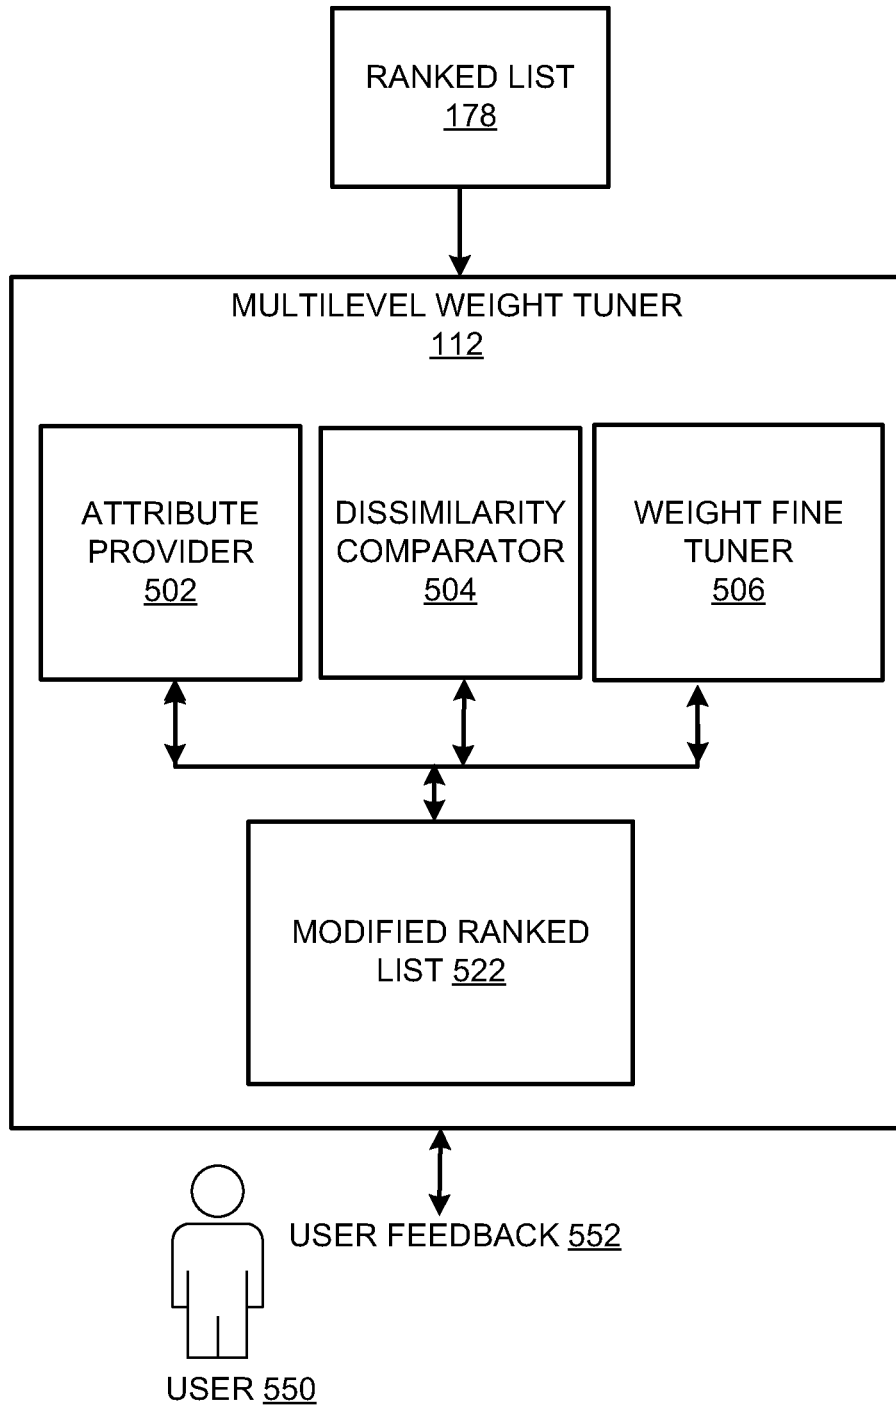 RANKED LIST
178
MULTILEVEL WEIGHT TUNER
112
ATTRIBUTE
PROVIDER
502
DISSIMILARITY
COMPARATOR
504
WEIGHT FINE
TUNER
506
MODIFIED RANKED
LIST 522
USER FEEDBACK 552
USER 550